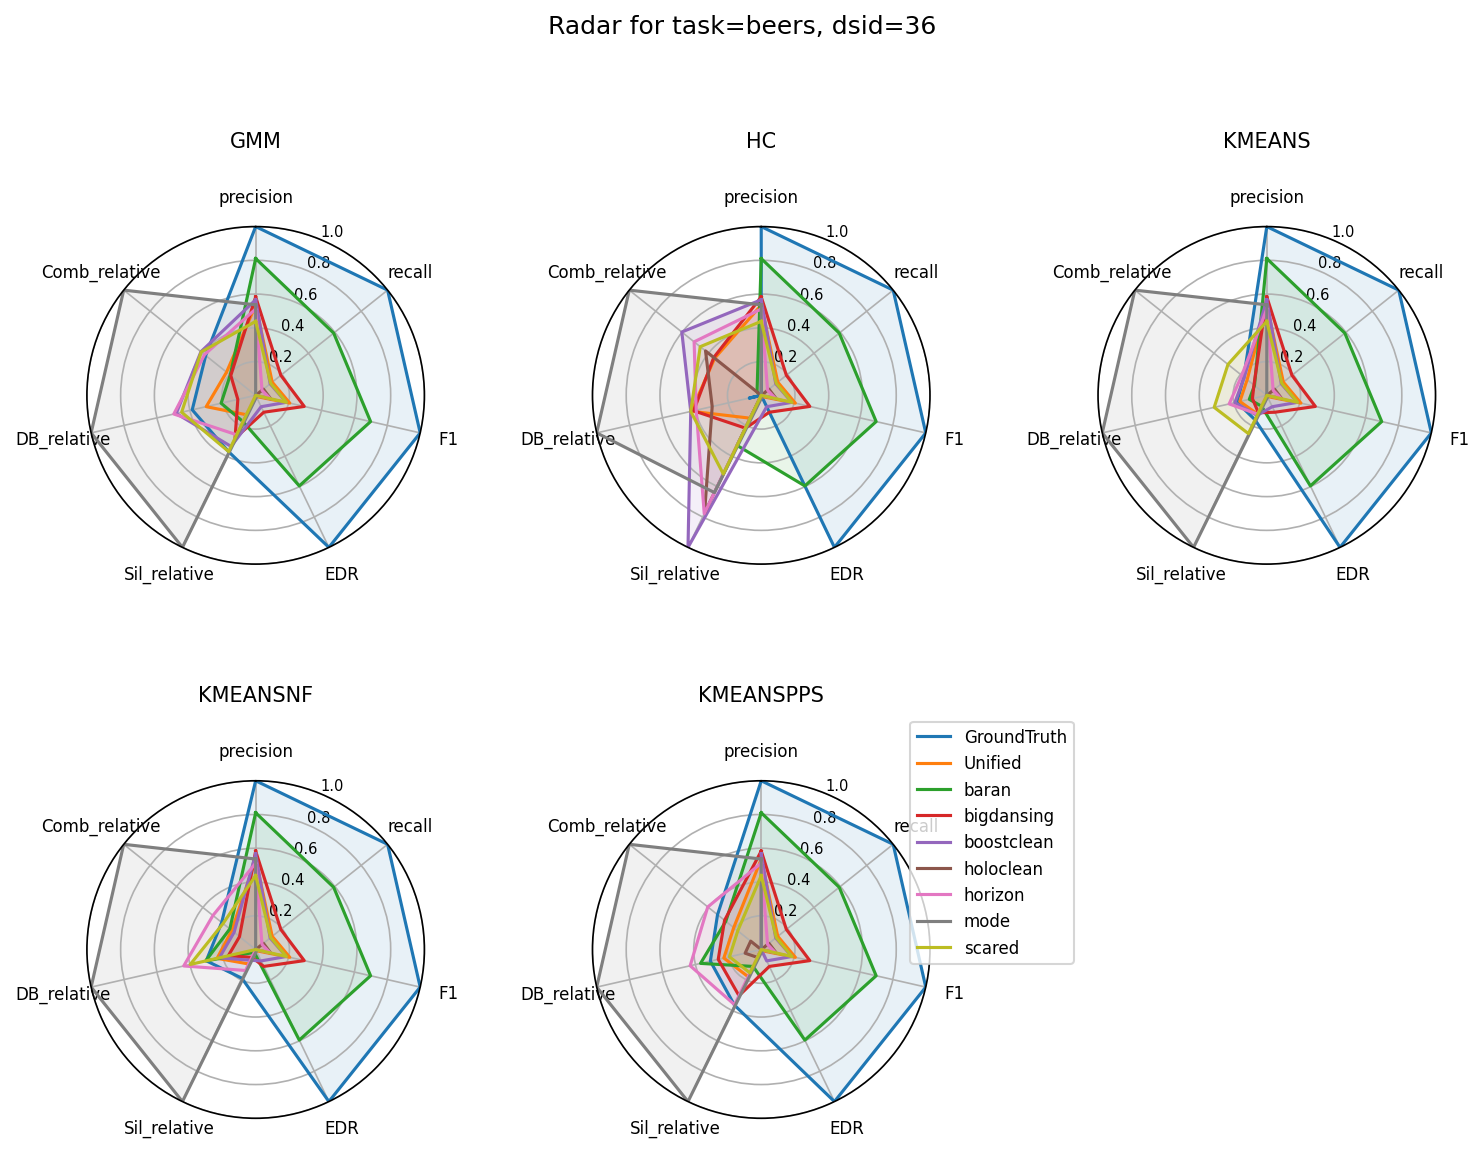 Radar for task=beers, dsid=36
GMM
precision
recall
F1
EDR
Sil_relative
DB_relative
Comb_relative
0.2
0.4
0.6
0.8
1.0
HC
precision
recall
F1
EDR
Sil_relative
DB_relative
Comb_relative
0.2
0.4
0.6
0.8
1.0
KMEANS
precision
recall
F1
EDR
Sil_relative
DB_relative
Comb_relative
0.2
0.4
0.6
0.8
1.0
KMEANSNF
precision
recall
F1
EDR
Sil_relative
DB_relative
Comb_relative
0.2
0.4
0.6
0.8
1.0
KMEANSPPS
precision
recall
F1
EDR
Sil_relative
DB_relative
Comb_relative
0.2
0.4
0.6
0.8
1.0
GroundTruth
Unified
baran
bigdansing
boostclean
holoclean
horizon
mode
scared